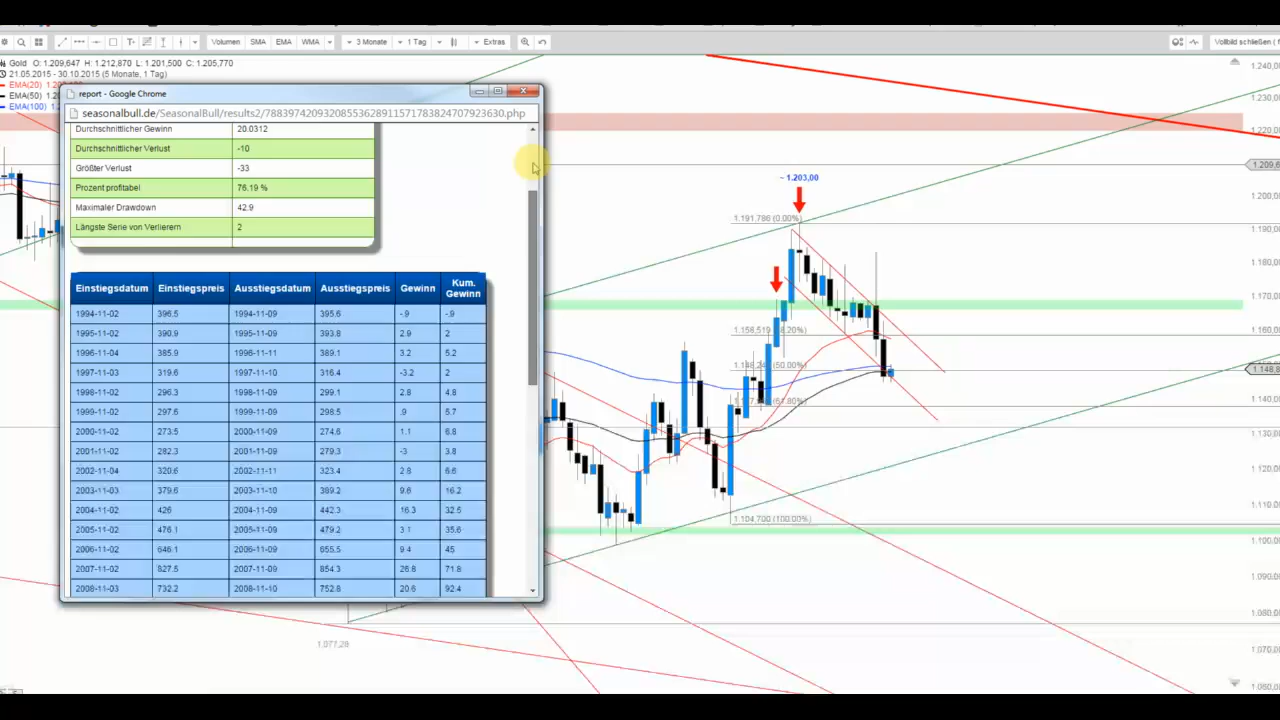 Volumen SMA EMA WMA 3 Monate 1 Tag Extras Vollbild schließen (
Gold O: 1.209,647 H: 1.212,870 L: 1.201,500 C: 1.205,770
21.05.2015 - 30.10.2015 (5 Monate, 1 Tag)
EMA(20)
EMA(50)
EMA(100)
report - Google Chrome
seasonalbull.de/SeasonalBull/results2/788397420932085536289115717838247079 23630.php
Durchschnittlicher Gewinn 20.0312
Durchschnittlicher Verlust -10
Größter Verlust -33
Prozent profitabel 76.19 %
Maximaler Drawdown 42.9
Längste Serie von Verlierern 2
Einstiegsdatum Einstiegspreis Ausstiegsdatum Ausstiegspreis Gewinn Kum. Gewinn
1994-11-02 396.5 1994-11-09 395.6 -.9 -.9
1995-11-02 390.9 1995-11-09 393.8 2.9 2
1996-11-04 385.9 1996-11-11 389.1 3.2 5.2
1997-11-03 319.6 1997-11-10 316.4 -3.2 2
1998-11-02 296.3 1998-11-09 299.1 2.8 4.8
1999-11-02 297.6 1999-11-09 298.5 .9 5.7
2000-11-02 273.5 2000-11-09 274.6 1.1 6.8
2001-11-02 282.3 2001-11-09 279.3 -3 3.8
2002-11-04 320.6 2002-11-11 323.4 2.8 6.6
2003-11-03 379.6 2003-11-10 389.2 9.6 16.2
2004-11-02 426 2004-11-09 442.3 16.3 32.5
2005-11-02 476.1 2005-11-09 479.2 3.1 35.6
2006-11-02 646.1 2006-11-09 655.5 9.4 45
2007-11-02 827.5 2007-11-09 854.3 26.8 71.8
2008-11-03 732.2 2008-11-10 752.8 20.6 92.4
~ 1.203,00
1.191,786 (0.00%)
1.104,700 (100.00%)
1.077,28
1.240,00
1.230,00
1.220,00
1.209,6
1.200,00
1.190,00
1.180,00
1.170,00
1.160,00
1.148,8
1.140,00
1.130,00
1.120,00
1.110,00
1.100,00
1.090,00
1.080,00
1.070,00
1.060,00